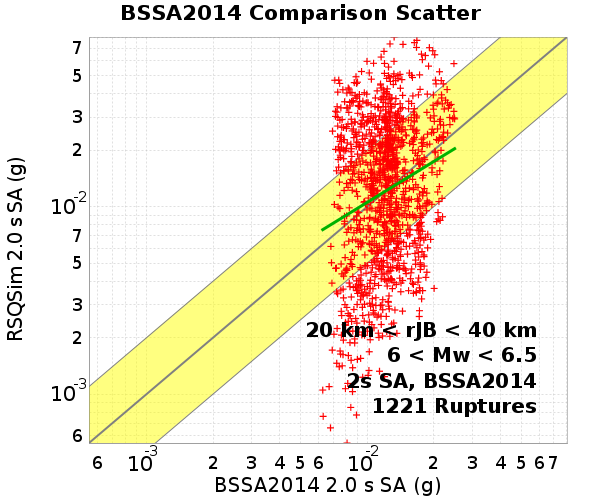 BSSA2014 Comparison Scatter
RSQSim 2.0 s SA (g)
7
5
3
2
10-2
7
5
3
2
10-3
6
20 km < rJB < 40 km
6 < Mw < 6.5
2s SA, BSSA2014
1221 Ruptures
6 10-3 2 3 4 5 6 10-2 2 3 4 5 6 7
BSSA2014 2.0 s SA (g)